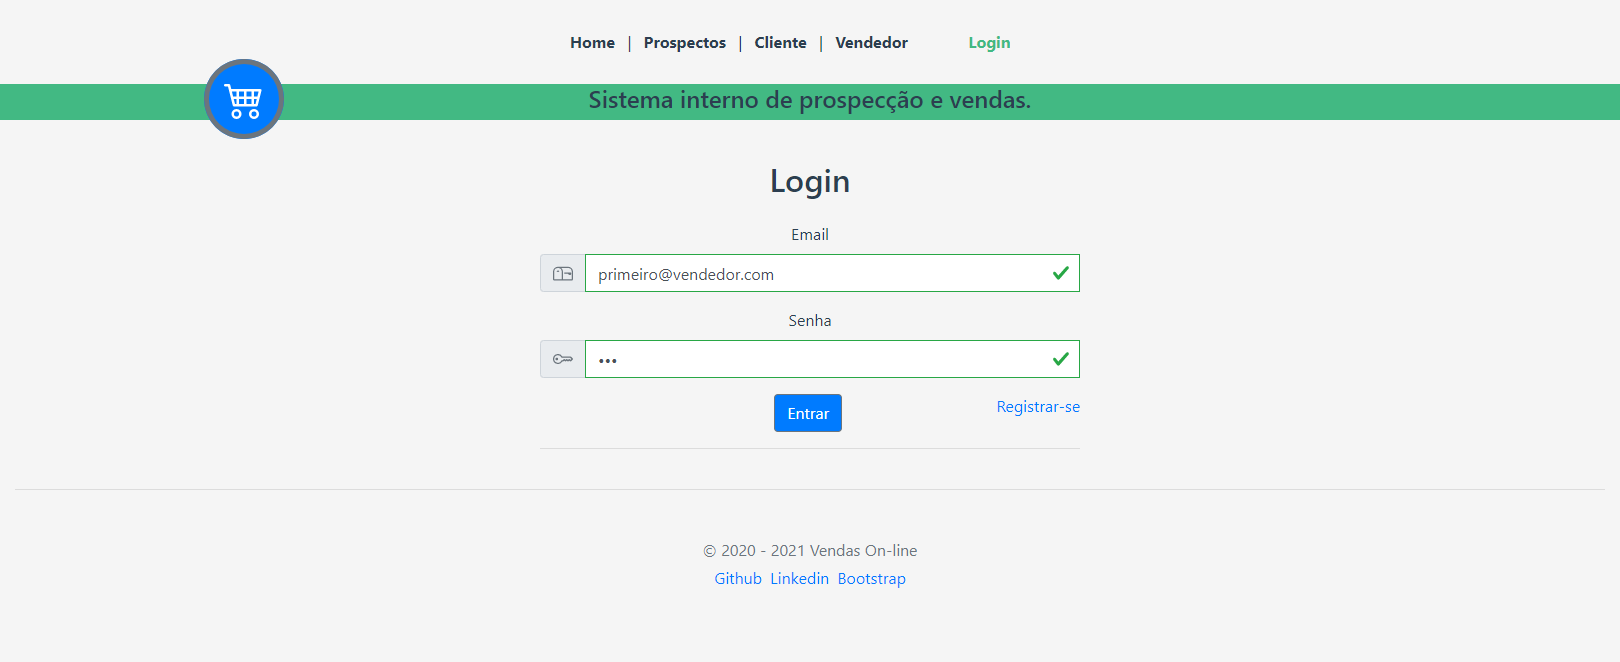 Home | Prospectos | Cliente | Vendedor Login
Sistema interno de prospecção e vendas.
Login
Email
primeiro@vendedor.com
Senha
•••
Entrar
Registrar-se
© 2020 - 2021 Vendas On-line
Github Linkedin Bootstrap